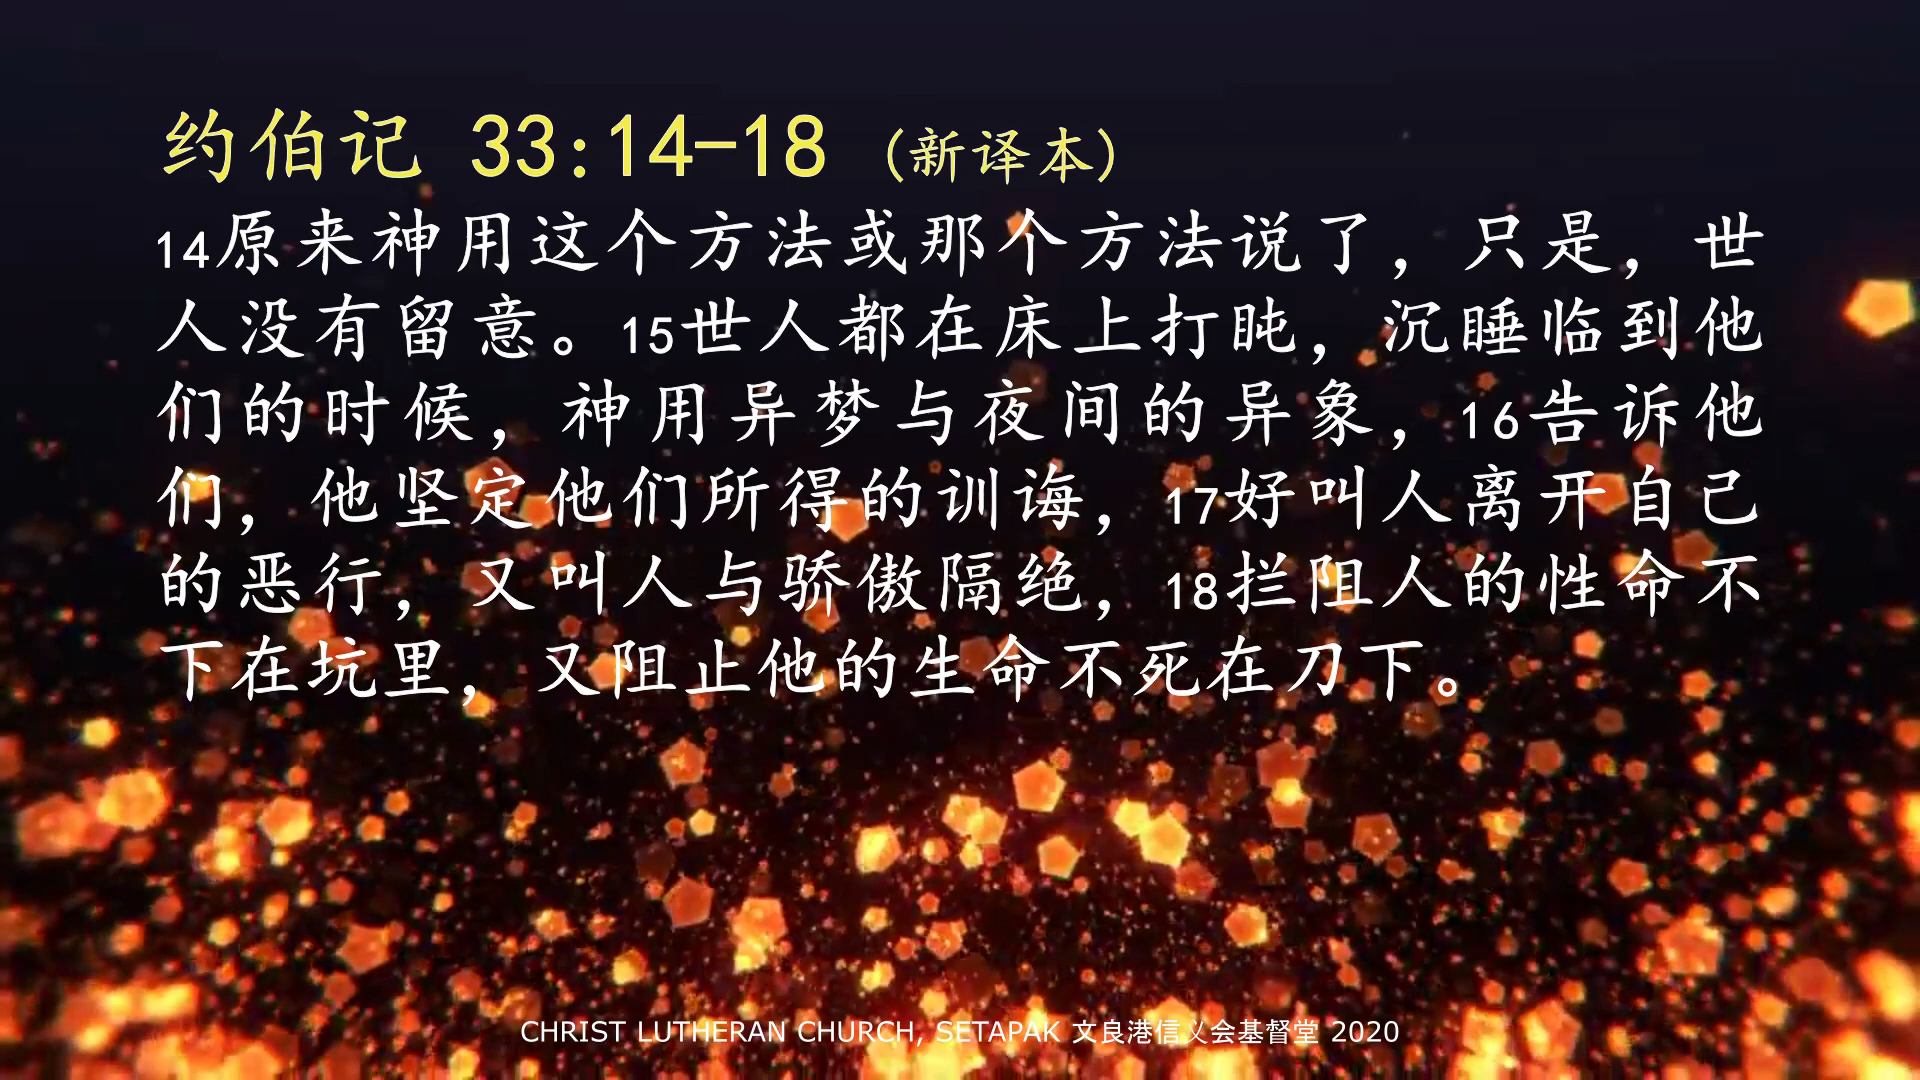 约伯记 33:14-18 (新译本)
14原来神用这个方法或那个方法说了，只是，世
人没有留意。15世人都在床上打盹，沉睡临到他
们的时候，神用异梦与夜间的异象，16告诉他
们，他坚定他们所得的训诲，17好叫人离开自己
的恶行，又叫人与骄傲隔绝，18拦阻人的性命不
下在坑里，又阻止他的生命不死在刀下。
CHRIST LUTHERAN CHURCH, SETAPAK 文良港信义会基督堂 2020